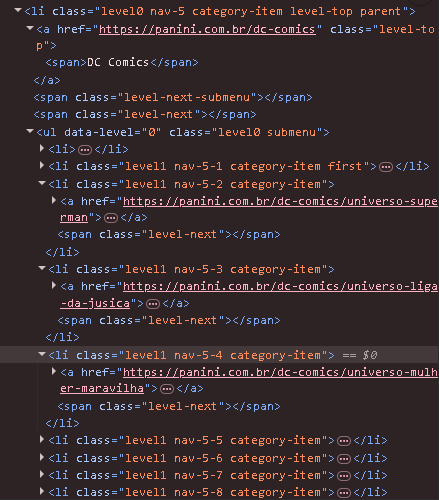 ▼<li class="level0 nav-5 category-item level-top parent">
▼<a href="https://panini.com.br/dc-comics" class="level-to
p">
<span>DC Comics</span>
</a>
<span class="level-next-submenu"></span>
<span class="level-next"></span>
▼<ul data-level="0" class="level0 submenu">
▶<li>⋯</li>
▶<li class="level1 nav-5-1 category-item first">⋯</li>
▼<li class="level1 nav-5-2 category-item">
▶<a href="https://panini.com.br/dc-comics/universo-supe
rman">⋯</a>
<span class="level-next"></span>
</li>
▼<li class="level1 nav-5-3 category-item">
▶<a href="https://panini.com.br/dc-comics/universo-liga
-da-jusica">⋯</a>
<span class="level-next"></span>
</li>
▼<li class="level1 nav-5-4 category-item"> == $0
▶<a href="https://panini.com.br/dc-comics/universo-mulh
er-maravilha">⋯</a>
<span class="level-next"></span>
</li>
▶<li class="level1 nav-5-5 category-item">⋯</li>
▶<li class="level1 nav-5-6 category-item">⋯</li>
▶<li class="level1 nav-5-7 category-item">⋯</li>
▶<li class="level1 nav-5-8 category-item">⋯</li>